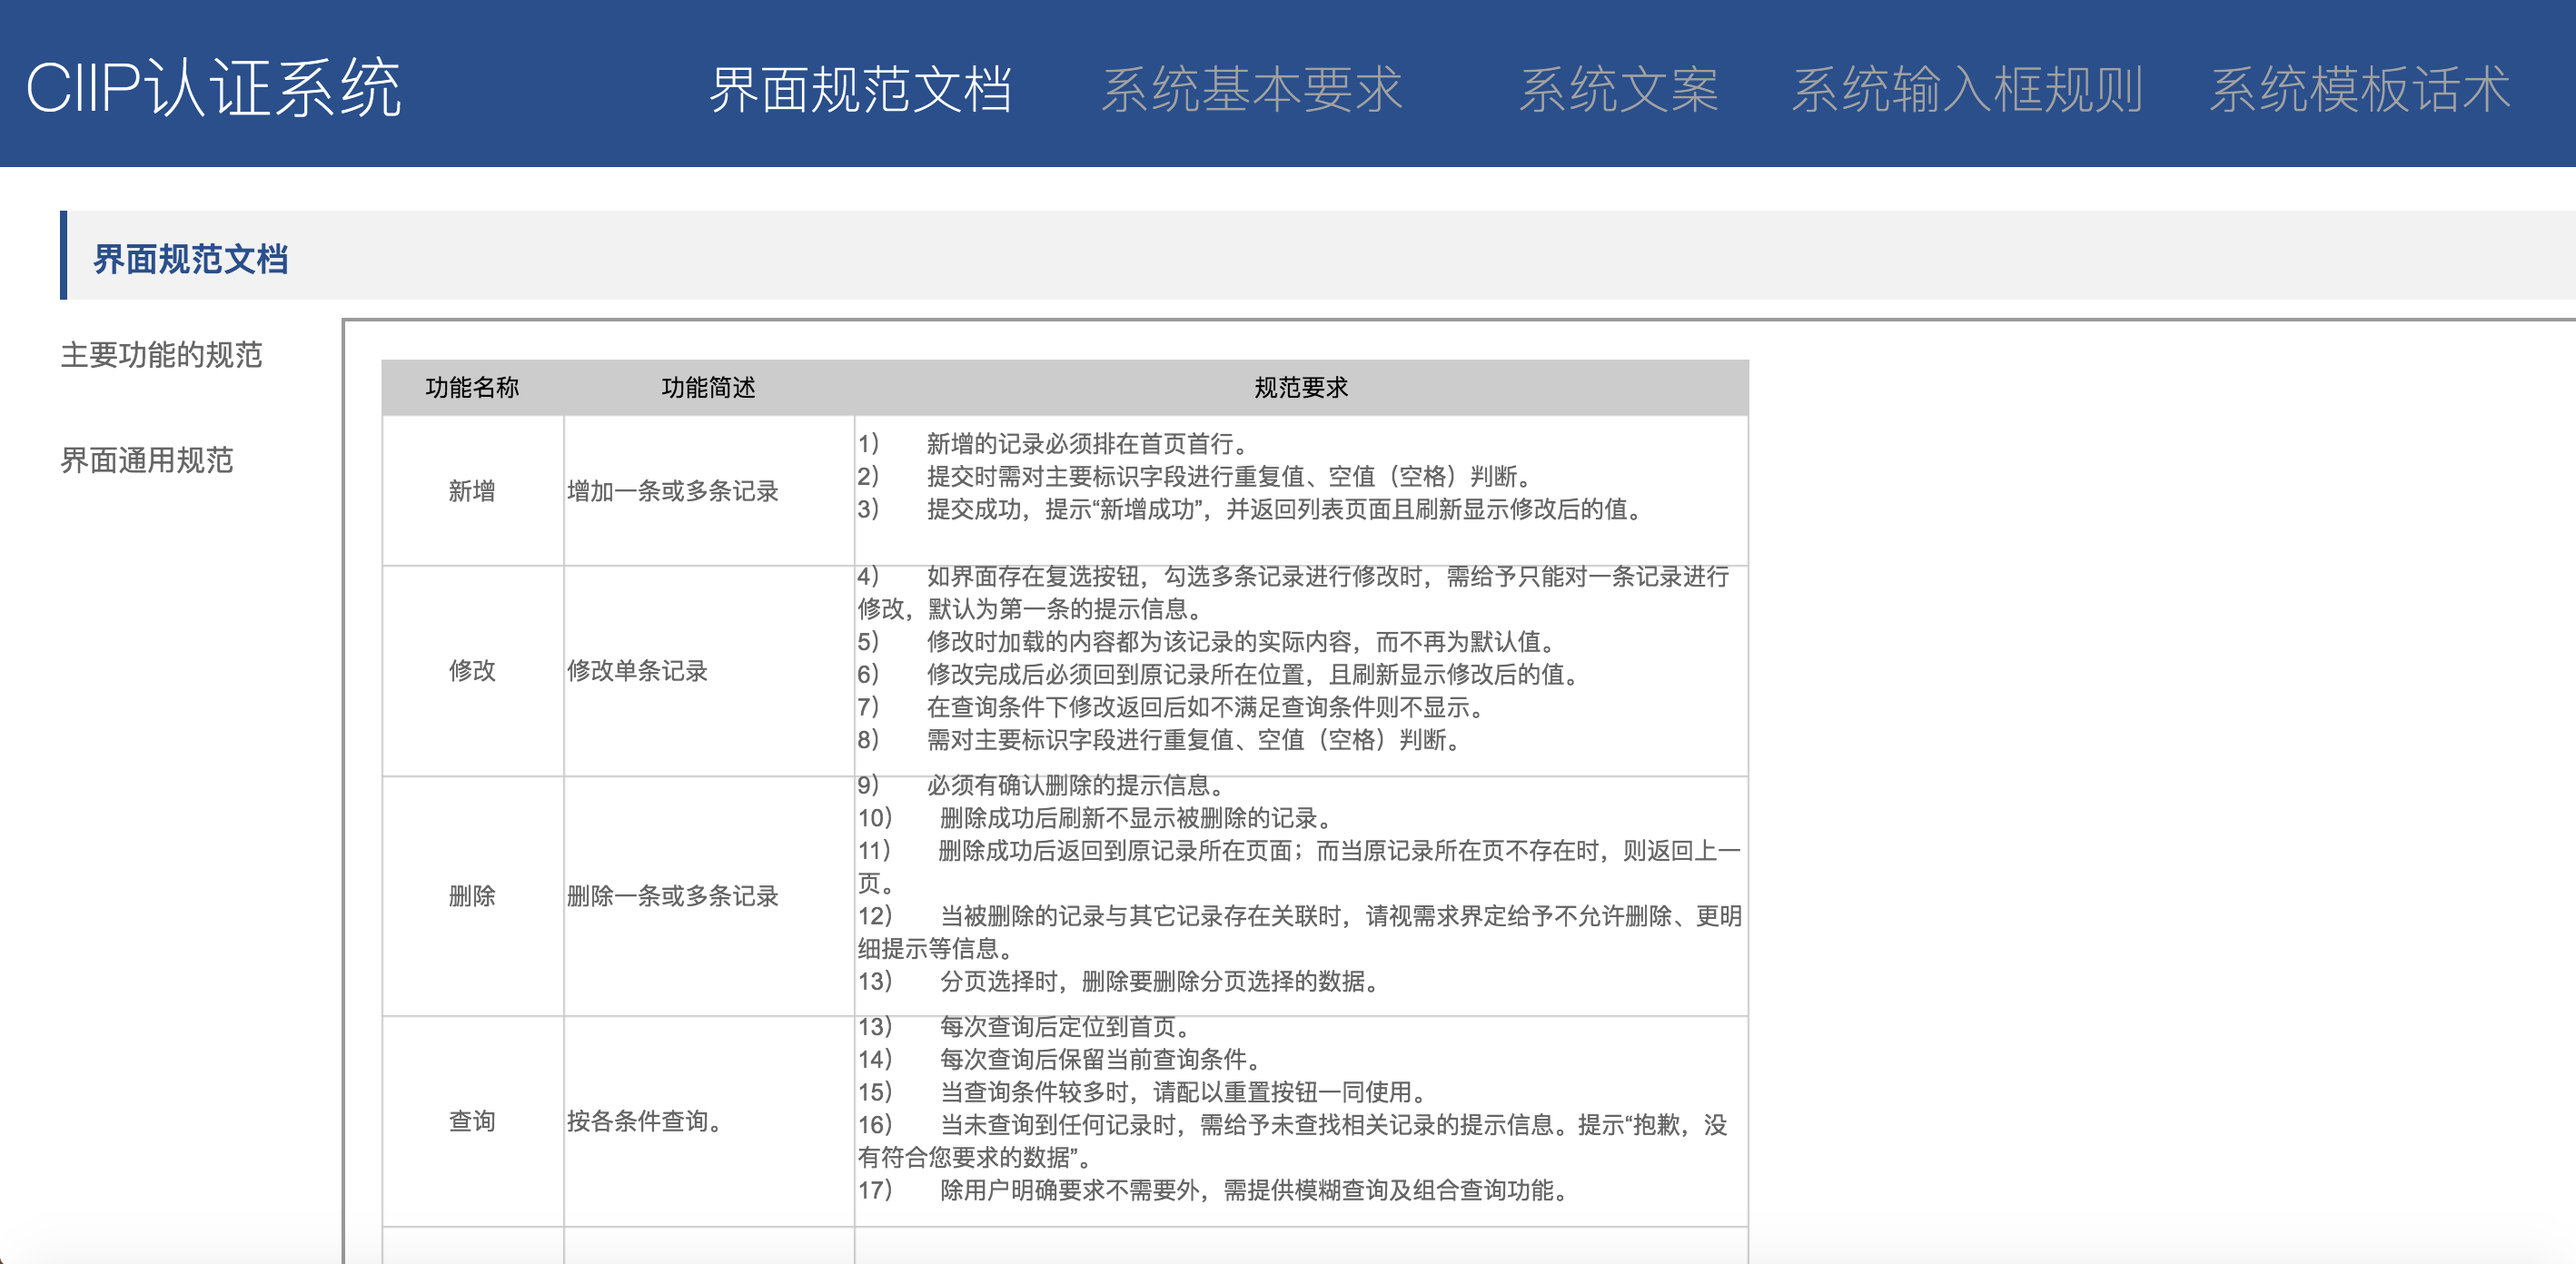 CIIP认证系统
界面规范文档 系统基本要求 系统文案 系统输入框规则 系统模板话术
界面规范文档
主要功能的规范
界面通用规范
功能名称 功能简述 规范要求
新增 增加一条或多条记录
1） 新增的记录必须排在首页首行。
2） 提交时需对主要标识字段进行重复值、空值（空格）判断。
3） 提交成功，提示“新增成功”，并返回列表页面且刷新显示修改后的值。
修改 修改单条记录
4） 如界面存在复选按钮，勾选多条记录进行修改时，需给予只能对一条记录进行
修改，默认为第一条的提示信息。
5） 修改时加载的内容都为该记录的实际内容，而不再为默认值。
6） 修改完成后必须回到原记录所在位置，且刷新显示修改后的值。
7） 在查询条件下修改返回后如不满足查询条件则不显示。
8） 需对主要标识字段进行重复值、空值（空格）判断。
删除 删除一条或多条记录
9） 必须有确认删除的提示信息。
10） 删除成功后刷新不显示被删除的记录。
11） 删除成功后返回到原记录所在页面；而当原记录所在页不存在时，则返回上一
页。
12） 当被删除的记录与其它记录存在关联时，请视需求界定给予不允许删除、更明
细提示等信息。
13） 分页选择时，删除要删除分页选择的数据。
查询 按各条件查询。
13） 每次查询后定位到首页。
14） 每次查询后保留当前查询条件。
15） 当查询条件较多时，请配以重置按钮一同使用。
16） 当未查询到任何记录时，需给予未查找相关记录的提示信息。提示“抱歉，没
有符合您要求的数据”。
17） 除用户明确要求不需要外，需提供模糊查询及组合查询功能。